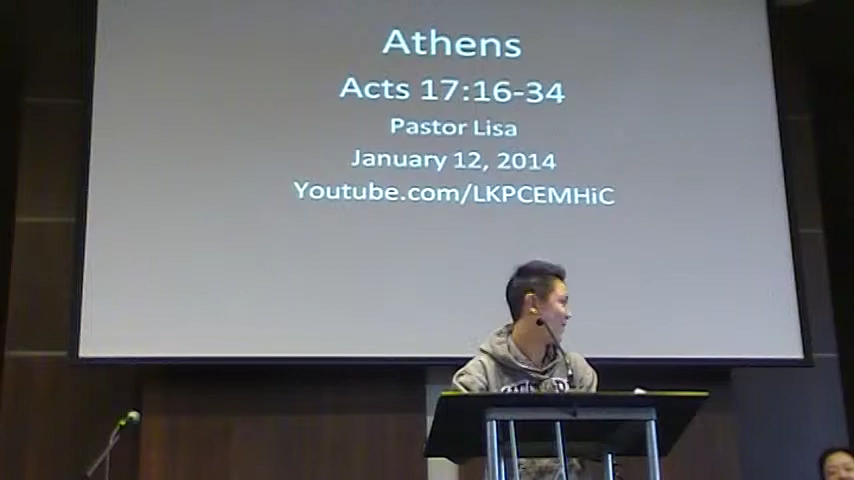 Athens
Acts 17:16-34
Pastor Lisa
January 12, 2014
Youtube.com/LKPCEMHiC